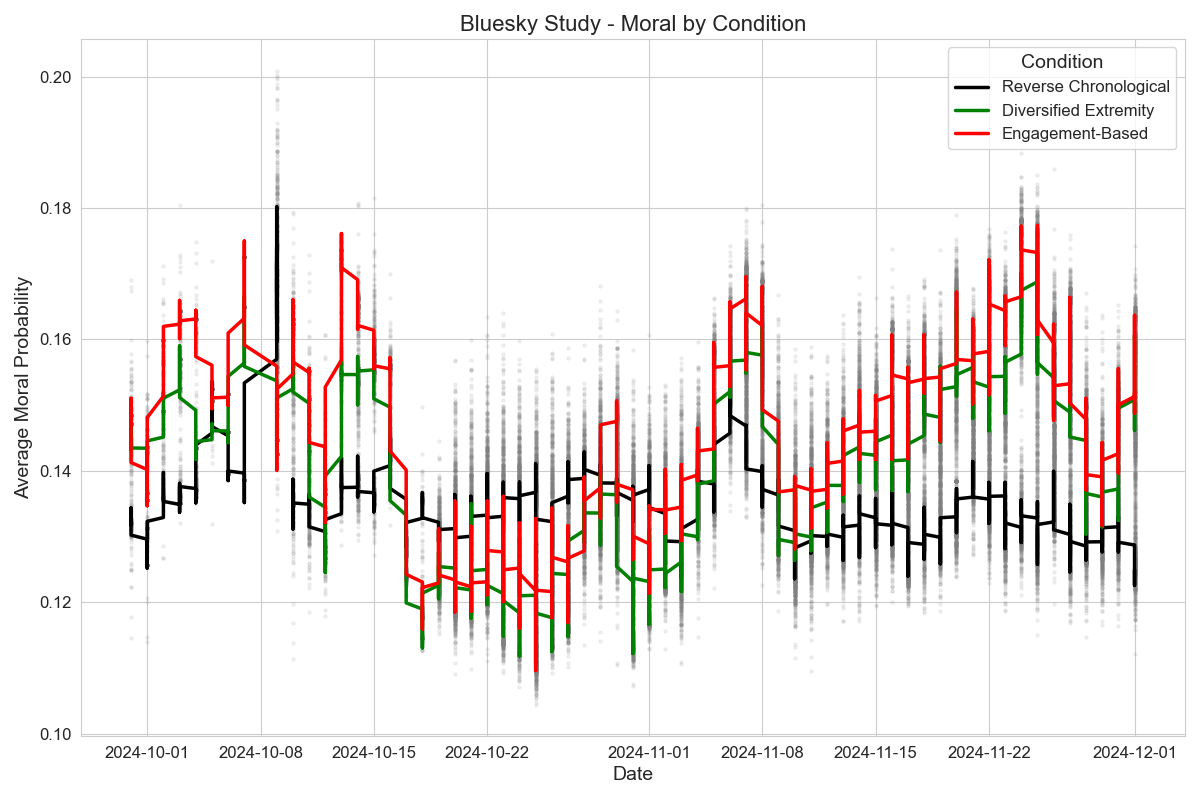 Bluesky Study - Moral by Condition
Condition
Reverse Chronological
Diversified Extremity
Engagement-Based
Average Moral Probability
0.20
0.18
0.16
0.14
0.12
0.10
2024-10-01
2024-10-08
2024-10-15
2024-10-22
2024-11-01
2024-11-08
2024-11-15
2024-11-22
2024-12-01
Date